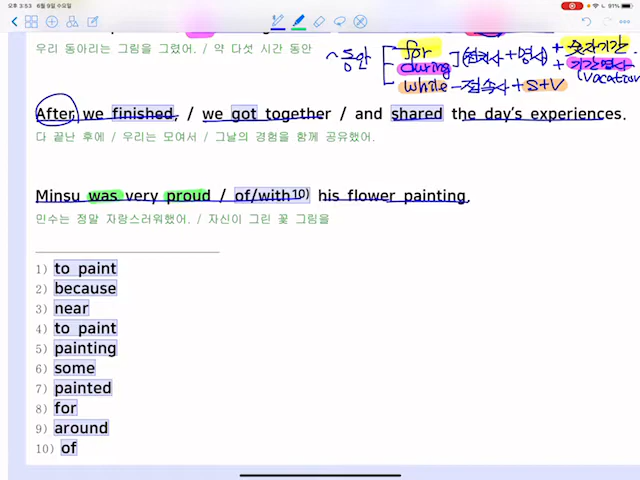 오후 3:53 6월 9일 수요일
91%
우리 동아리는 그림을 그렸어. / 약 다섯 시간 동안
~동안 for ](전치사+명사) + 숫자기간
during + 기간명사
while - 접속사 + S+V (vacation
After we finished, / we got together / and shared the day's experiences.
다 끝난 후에 / 우리는 모여서 / 그날의 경험을 함께 공유했어.
Minsu was very proud / of/with10) his flower painting.
민수는 정말 자랑스러워했어. / 자신이 그린 꽃 그림을
1) to paint
2) because
3) near
4) to paint
5) painting
6) some
7) painted
8) for
9) around
10) of